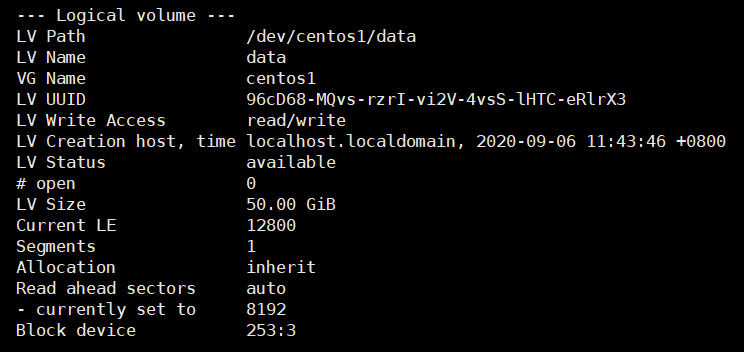 --- Logical volume ---
LV Path                /dev/centos1/data
LV Name                data
VG Name                centos1
LV UUID                96cD68-MQvs-rzrI-vi2V-4vsS-lHTC-eRlrX3
LV Write Access        read/write
LV Creation host, time localhost.localdomain, 2020-09-06 11:43:46 +0800
LV Status              available
# open                 0
LV Size                50.00 GiB
Current LE             12800
Segments               1
Allocation             inherit
Read ahead sectors     auto
- currently set to     8192
Block device           253:3